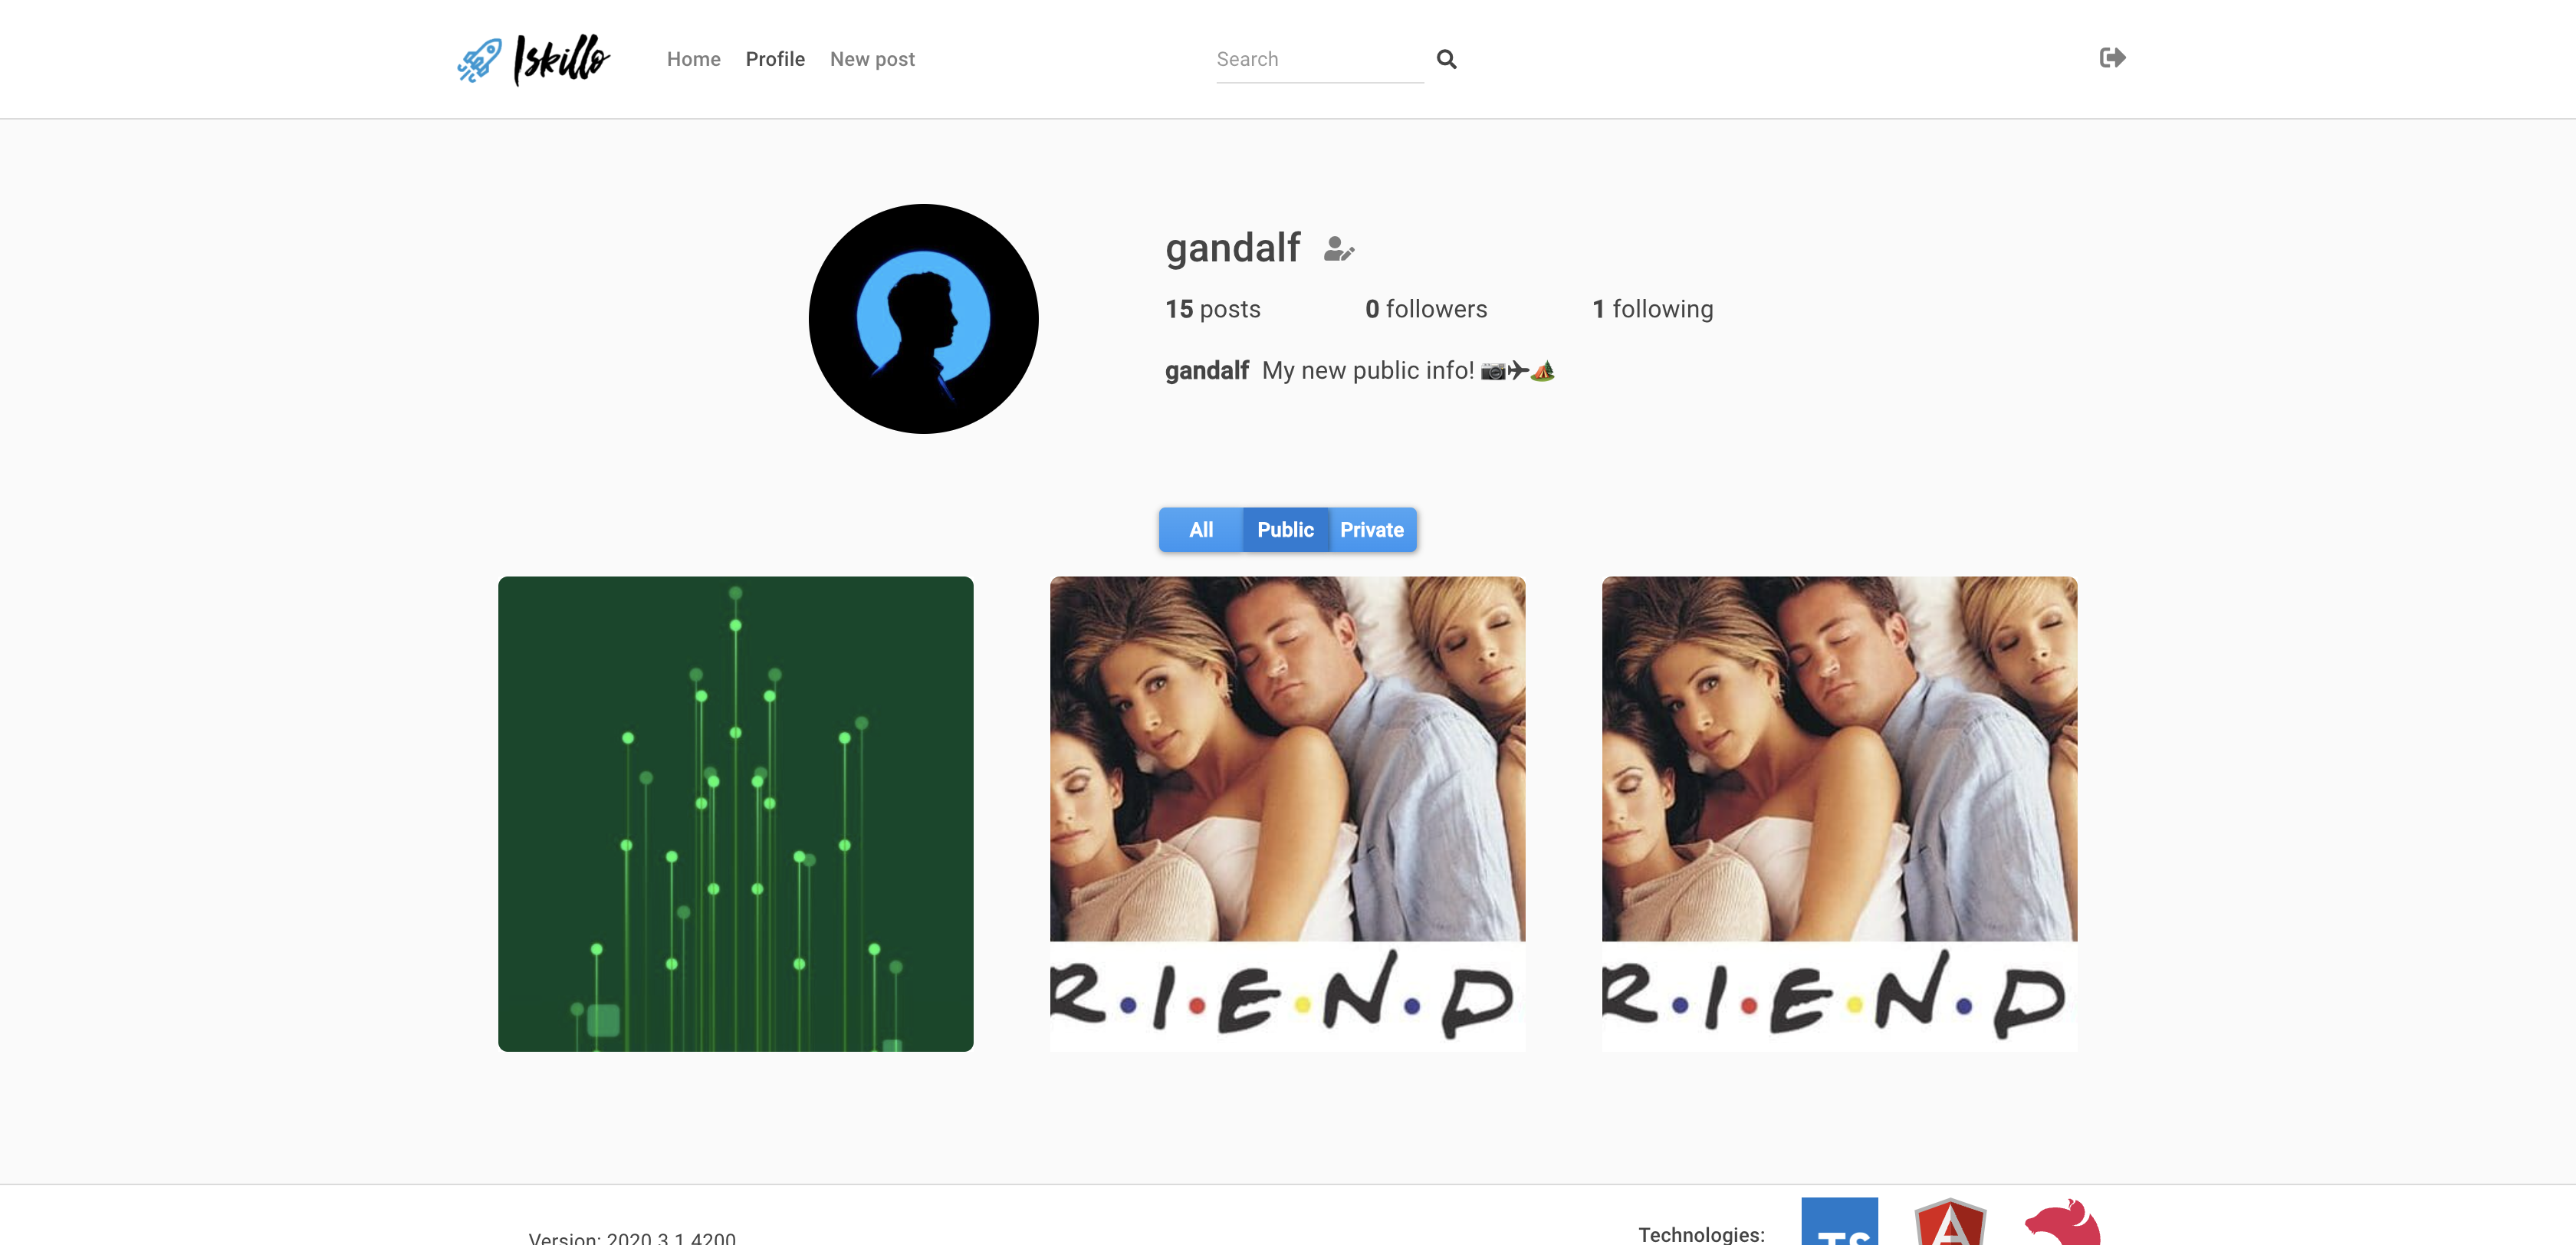 Iskillo
Home Profile New post
Search
gandalf
15 posts 0 followers 1 following
gandalf My new public info! 📷✈🏕
All Public Private
R•I•E•N•D
R•I•E•N•D
Version: 2020.3.1.4200
Technologies:
TS
A